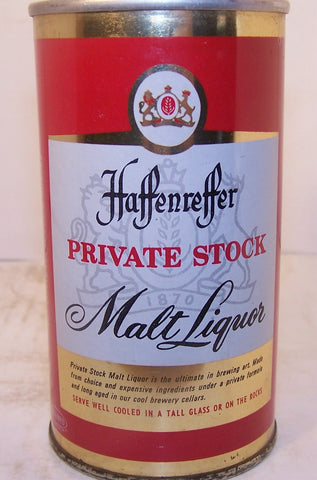 Haffenreffer
PRIVATE STOCK
1870
Malt Liquor
Private Stock Malt Liquor is the ultimate in brewing art. Made
from choice and expensive ingredients under a private formula
and long aged in our cool brewery cellars.
SERVE WELL COOLED IN A TALL GLASS OR ON THE ROCKS